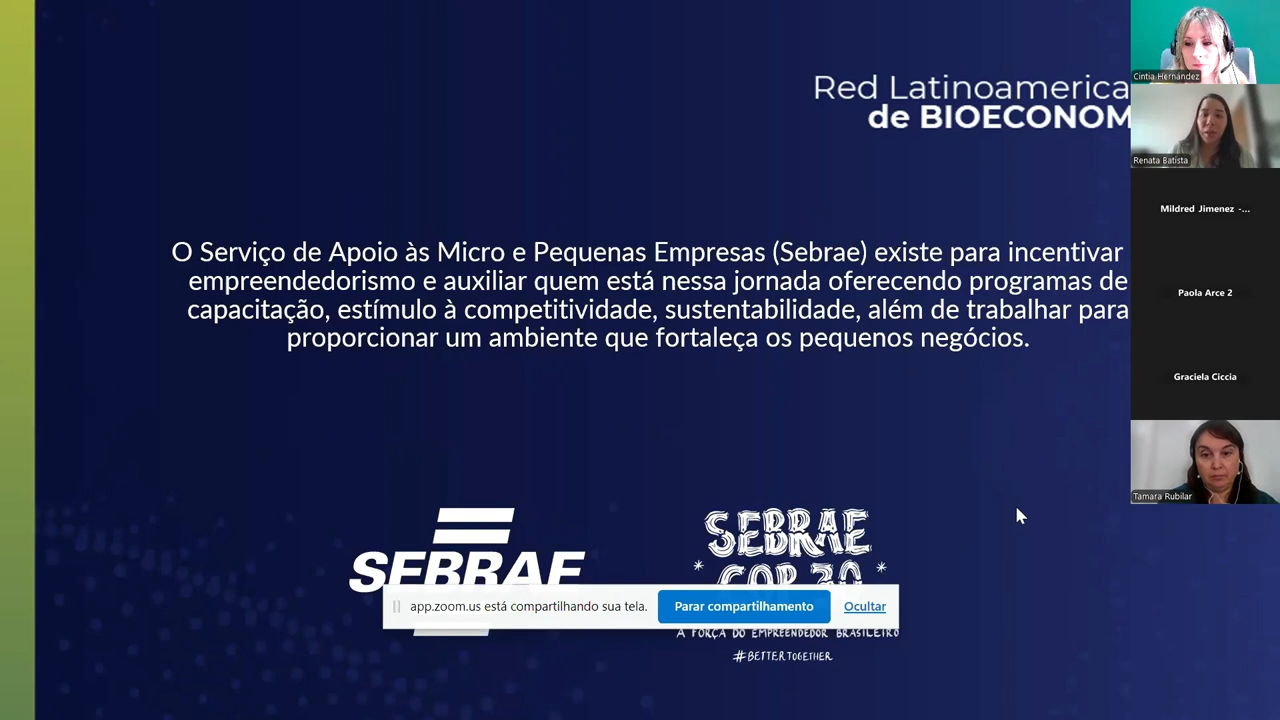 Red Latinoamerica
de BIOECONOM
O Serviço de Apoio às Micro e Pequenas Empresas (Sebrae) existe para incentivar
empreendedorismo e auxiliar quem está nessa jornada oferecendo programas de
capacitação, estímulo à competitividade, sustentabilidade, além de trabalhar para
proporcionar um ambiente que fortaleça os pequenos negócios.
SEBRAE
SEBRAE
COP 30
A FORÇA DO EMPREENDEDOR BRASILEIRO
#BETTERTOGETHER
app.zoom.us está compartilhando sua tela.
Parar compartilhamento
Ocultar
Cintia Hernández
Renata Batista
Mildred Jimenez -...
Paola Arce 2
Graciela Ciccia
Tamara Rubilar